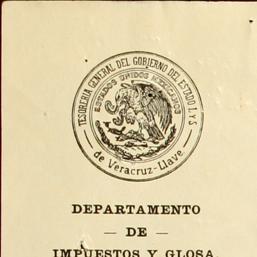 TESORERIA GENERAL DEL GOBIERNO DEL ESTADO L. Y S.
ESTADOS UNIDOS MEXICANOS
de Veracruz-Llave
DEPARTAMENTO
— DE —
IMPUESTOS Y GLOSA